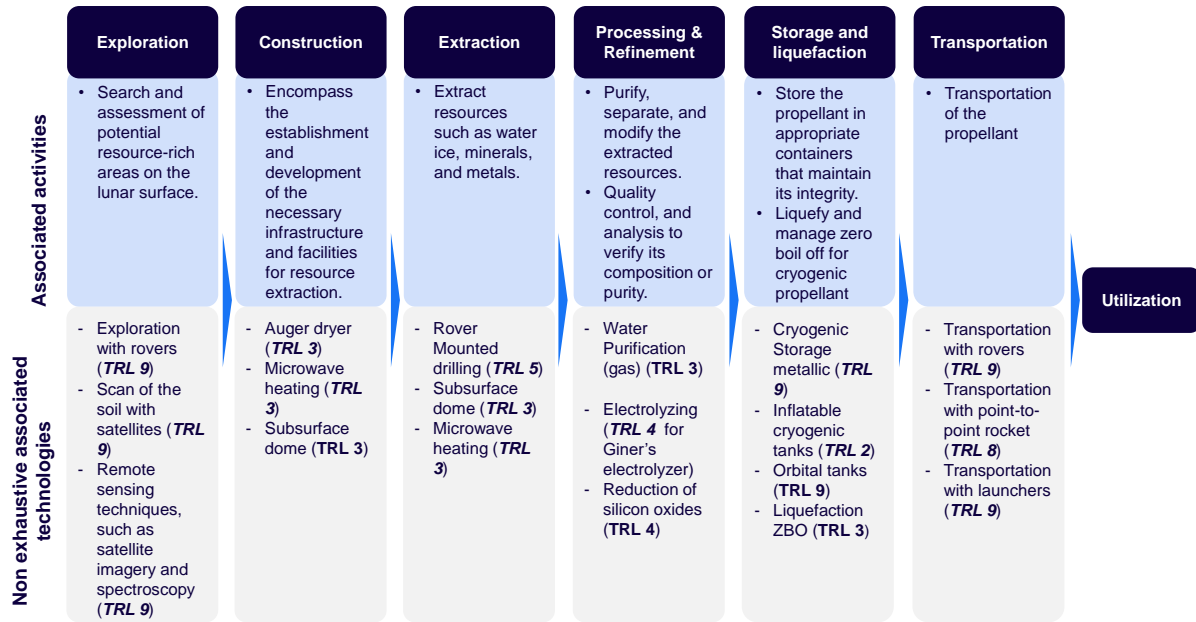 Exploration
Construction
Extraction
Processing &
Refinement
Storage and
liquefaction
Transportation
Associated activities
• Search and
assessment of
potential
resource-rich
areas on the
lunar surface.
• Encompass
the
establishment
and
development
of the
necessary
infrastructure
and facilities
for resource
extraction.
• Extract
resources
such as water
ice, minerals,
and metals.
• Purify,
separate, and
modify the
extracted
resources.
• Quality
control, and
analysis to
verify its
composition or
purity.
• Store the
propellant in
appropriate
containers
that maintain
its integrity.
• Liquefy and
manage zero
boil off for
cryogenic
propellant
• Transportation
of the
propellant
Utilization
Non exhaustive associated
technologies
- Exploration
with rovers
(TRL 9)
- Scan of the
soil with
satellites (TRL
9)
- Remote
sensing
techniques,
such as
satellite
imagery and
spectroscopy
(TRL 9)
- Auger dryer
(TRL 3)
- Microwave
heating (TRL
3)
- Subsurface
dome (TRL 3)
- Rover
Mounted
drilling (TRL 5)
- Subsurface
dome (TRL 3)
- Microwave
heating (TRL
3)
- Water
Purification
(gas) (TRL 3)
- Electrolyzing
(TRL 4 for
Giner's
electrolyzer)
- Reduction of
silicon oxides
(TRL 4)
- Cryogenic
Storage
metallic (TRL
9)
- Inflatable
cryogenic
tanks (TRL 2)
- Orbital tanks
(TRL 9)
- Liquefaction
ZBO (TRL 3)
- Transportation
with rovers
(TRL 9)
- Transportation
with point-to-
point rocket
(TRL 8)
- Transportation
with launchers
(TRL 9)